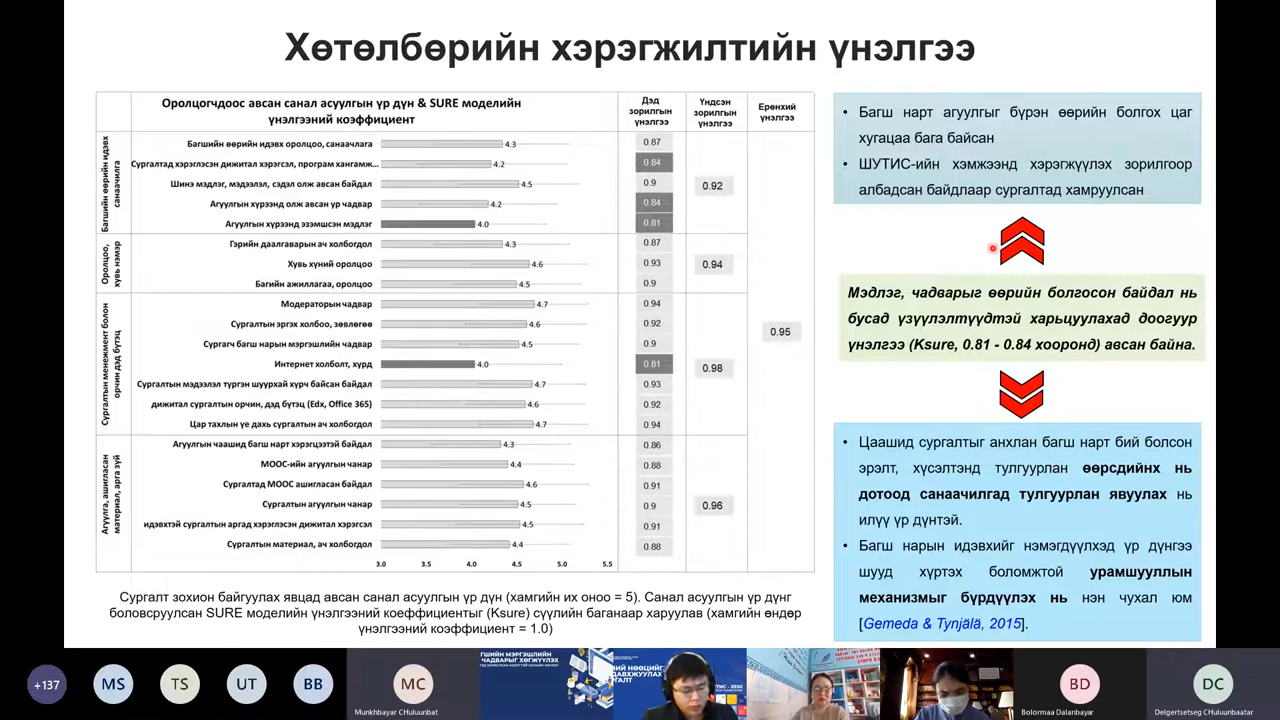 Хөтөлбөрийн хэрэгжилтийн үнэлгээ
Оролцогчдоос авсан санал асуулгын үр дүн & SURE моделийн
үнэлгээний коэффициент
Дэд
зорилгын
үнэлгээ
Үндсэн
зорилгын
үнэлгээ
Ерөнхий
үнэлгээ
Багшийн өөрийн идэвх
санаачилга
Багшийн өөрийн идэвх оролцоо, санаачлага 4.3 0.87
Сургалтад хэрэглэсэн дижитал хэрэгсэл, програм хангамж... 4.2 0.84
Шинэ мэдлэг, мэдээлэл, сэдэл олж авсан байдал 4.5 0.9
0.92
Агуулгын хүрээнд олж авсан ур чадвар 4.2 0.84
Агуулгын хүрээнд эзэмшсэн мэдлэг 4.0 0.81
Оролцоо,
хувь нэмэр
Гэрийн даалгаварын ач холбогдол 4.3 0.87
Хувь хүний оролцоо 4.6 0.93
0.94
Багийн ажиллагаа, оролцоо 4.5 0.9
Сургалтын менежмент болон
орчин дэд бүтэц
Модераторын чадвар 4.7 0.94
Сургалтын эргэх холбоо, зөвлөгөө 4.6 0.92
0.95
Сургагч багш нарын мэргэшлийн чадвар 4.5 0.9
Интернет холболт, хурд 4.0 0.81
0.98
Сургалтын мэдээлэл түргэн шуурхай хүрч байсан байдал 4.7 0.93
дижитал сургалтын орчин, дэд бүтэц (Edx, Office 365) 4.6 0.92
Цар тахлын үе дахь сургалтын ач холбогдол 4.7 0.94
Агуулга, ашигласан
материал, арга зүй
Агуулгын чаашид багш нарт хэрэгцээтэй байдал 4.3 0.86
МООС-ийн агуулгын чанар 4.4 0.88
Сургалтад МООС ашигласан байдал 4.6 0.91
Сургалтын агуулгын чанар 4.5 0.9
0.96
идэвхтэй сургалтын аргад хэрэглэсэн дижитал хэрэгсэл 4.5 0.91
Сургалтын материал, ач холбогдол 4.4 0.88
3.0 3.5 4.0 4.5 5.0 5.5
Сургалт зохион байгуулах явцад авсан санал асуулгын үр дүн (хамгийн их оноо = 5). Санал асуулгын үр дүнг
боловсруулсан SURE моделийн үнэлгээний коэффициентыг (Ksure) сүүлийн баганаар харуулав (хамгийн өндөр
үнэлгээний коэффициент = 1.0)
• Багш нарт агуулгыг бүрэн өөрийн болгох цаг
хугацаа бага байсан
• ШУТИС-ийн хэмжээнд хэрэгжүүлэх зорилгоор
албадсан байдлаар сургалтад хамруулсан
Мэдлэг, чадварыг өөрийн болгосон байдал нь
бусад үзүүлэлтүүдтэй харьцуулахад доогуур
үнэлгээ (Ksure, 0.81 - 0.84 хооронд) авсан байна.
• Цаашид сургалтыг анхлан багш нарт бий болсон
эрэлт, хүсэлтэнд тулгуурлан өөрсдийнх нь
дотоод санаачилгад тулгуурлан явуулах нь
илүү үр дүнтэй.
• Багш нарын идэвхийг нэмэгдүүлэхэд үр дүнгээ
шууд хүртэх боломжтой урамшууллын
механизмыг бүрдүүлэх нь нэн чухал юм
[Gemeda & Tynjälä, 2015].
+137
MS
TS
UT
BB
MC
Munkhbayar CHuluunbat
BD
Bolormaa Dalanbayar
DC
Delgertsetseg CHuluunbaatar